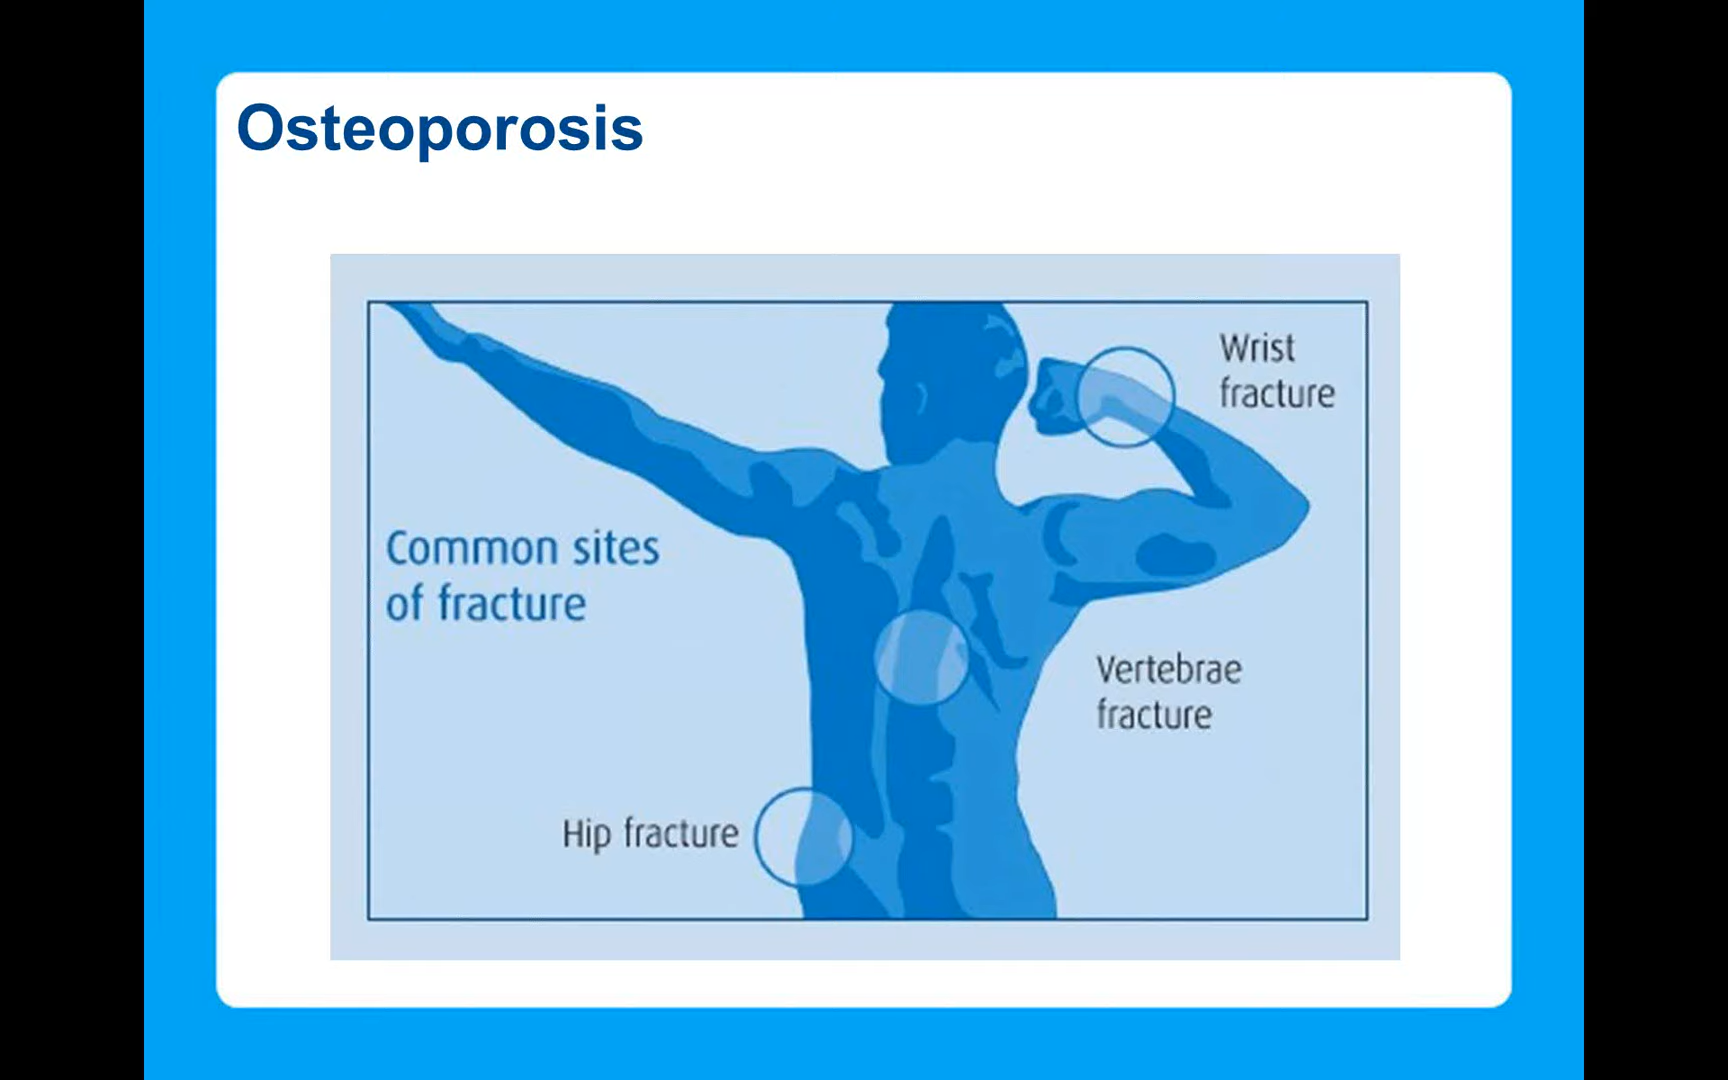 Osteoporosis
Wrist
fracture
Common sites
of fracture
Vertebrae
fracture
Hip fracture